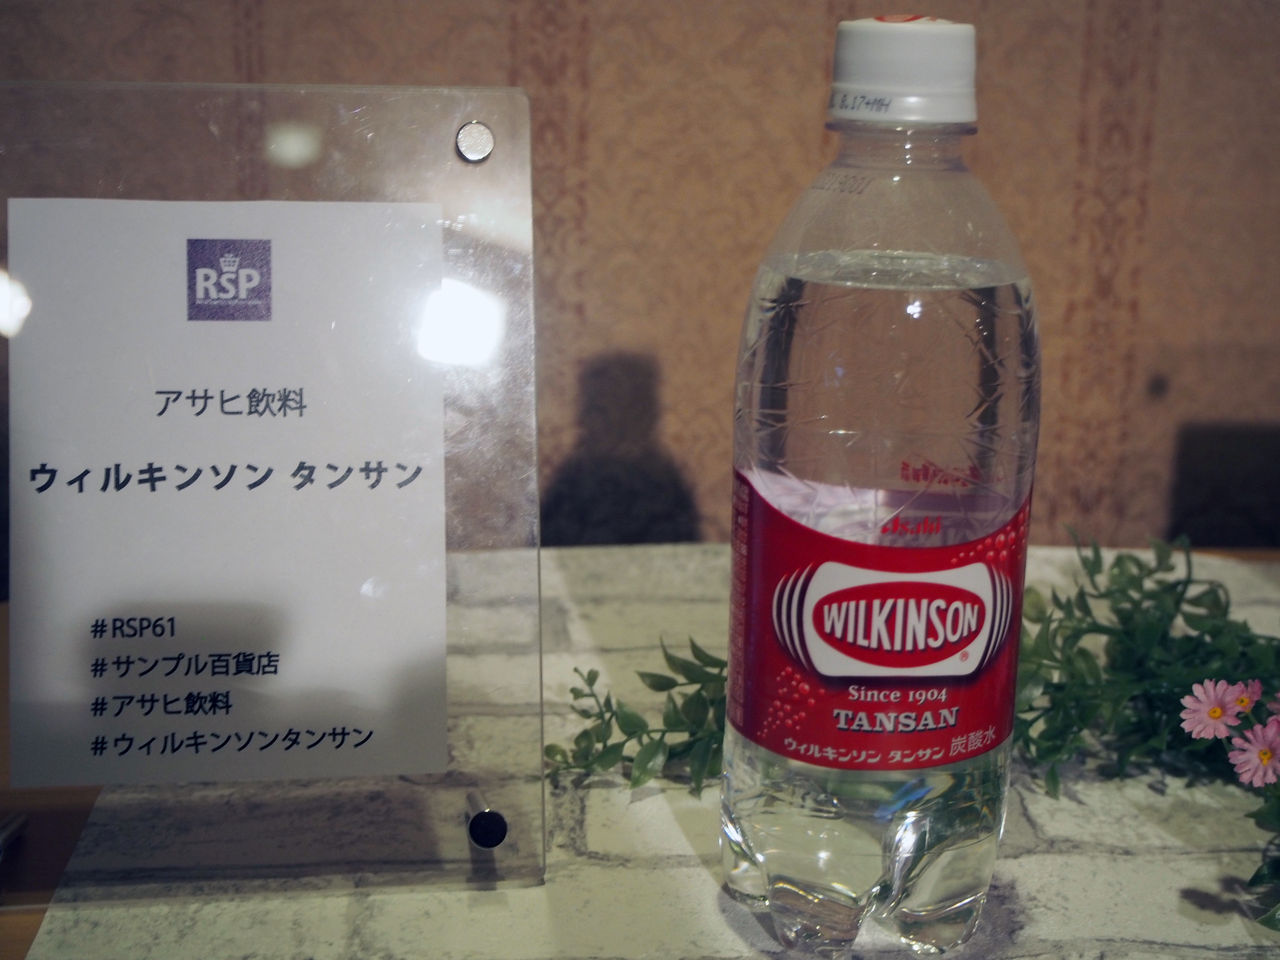 RSP
アサヒ飲料
ウィルキンソン タンサン
#RSP61
#サンプル百貨店
#アサヒ飲料
#ウィルキンソンタンサン
Asahi
WILKINSON
®
Since 1904
TANSAN
ウィルキンソン タンサン 炭酸水